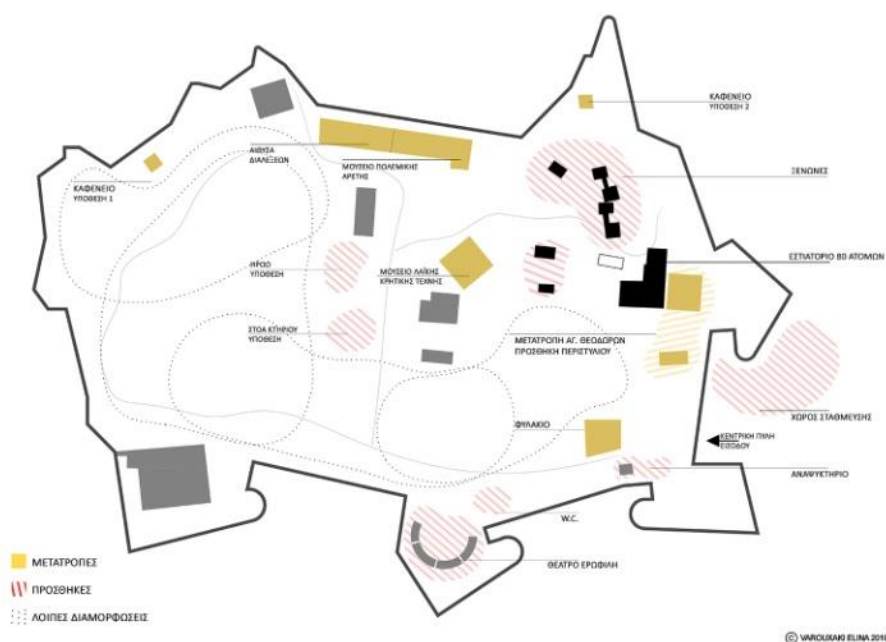 ΚΑΦΕΝΕΙΟ
ΥΠΟΘΕΣΗ 2
ΑΙΘΥΣΑ
ΔΙΑΛΕΞΕΩΝ
ΜΟΥΣΕΙΟ ΠΟΛΕΜΙΚΗΣ
ΑΡΕΤΗΣ
ΞΕΝΩΝΕΣ
ΚΑΦΕΝΕΙΟ
ΥΠΟΘΕΣΗ 1
ΗΡΩΟ
ΥΠΟΘΕΣΗ
ΜΟΥΣΕΙΟ ΛΑΪΚΗΣ
ΚΡΗΤΙΚΗΣ ΤΕΧΝΗΣ
ΕΣΤΙΑΤΟΡΙΟ 80 ΑΤΟΜΩΝ
ΣΤΟΑ ΚΤΗΡΙΟΥ
ΥΠΟΘΕΣΗ
ΜΕΤΑΤΡΟΠΗ ΑΓ. ΘΕΟΔΩΡΩΝ
ΠΡΟΣΘΗΚΗ ΠΕΡΙΣΤΥΛΙΟΥ
ΧΩΡΟΣ ΣΤΑΘΜΕΥΣΗΣ
ΦΥΛΑΚΙΟ
ΚΕΝΤΡΙΚΗ ΠΥΛΗ
ΕΙΣΟΔΟΥ
ΑΝΑΨΥΚΤΗΡΙΟ
W.C.
ΘΕΑΤΡΟ ΕΡΩΦΙΛΗ
ΜΕΤΑΤΡΟΠΕΣ
ΠΡΟΣΘΗΚΕΣ
ΛΟΙΠΕΣ ΔΙΑΜΟΡΦΩΣΕΙΣ
© VAROUXAKI ELINA